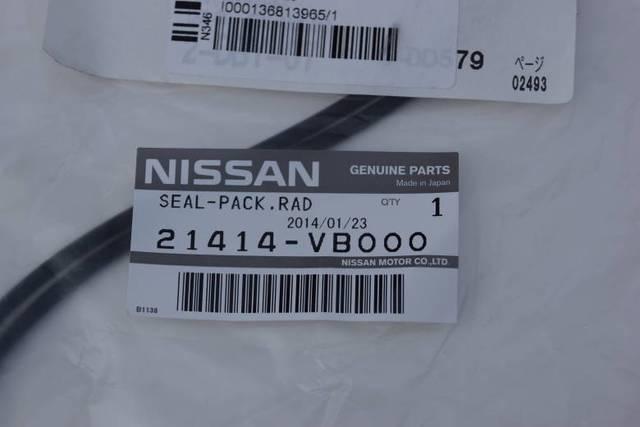 I000136813965/1
N346
79
ページ
02493
NISSAN
GENUINE PARTS
Made in Japan
SEAL-PACK.RAD
Q'TY 1
2014/01/23
21414-VB000
NISSAN MOTOR CO.,LTD.
B1138